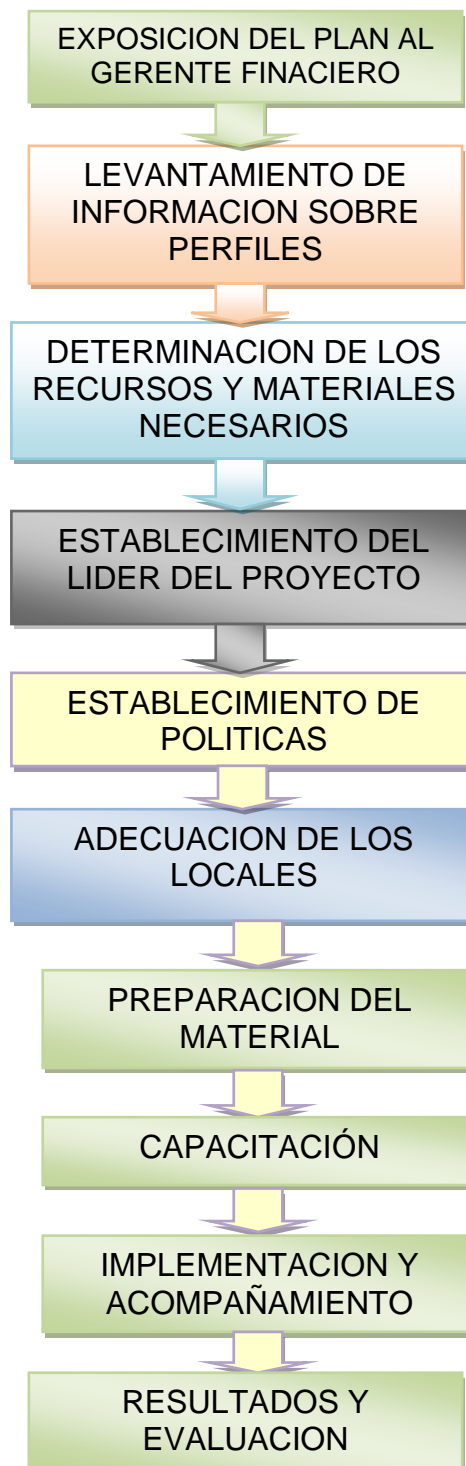 EXPOSICION DEL PLAN AL
GERENTE FINACIERO
LEVANTAMIENTO DE
INFORMACION SOBRE
PERFILES
DETERMINACION DE LOS
RECURSOS Y MATERIALES
NECESARIOS
ESTABLECIMIENTO DEL
LIDER DEL PROYECTO
ESTABLECIMIENTO DE
POLITICAS
ADECUACION DE LOS
LOCALES
PREPARACION DEL
MATERIAL
CAPACITACIÓN
IMPLEMENTACION Y
ACOMPAÑAMIENTO
RESULTADOS Y
EVALUACION